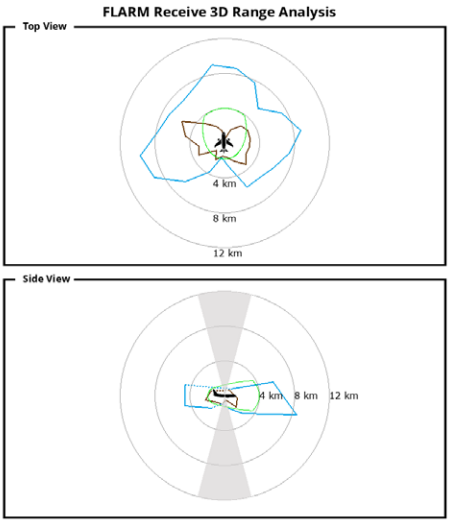 FLARM Receive 3D Range Analysis
Top View
4 km
8 km
12 km
Side View
4 km 8 km 12 km